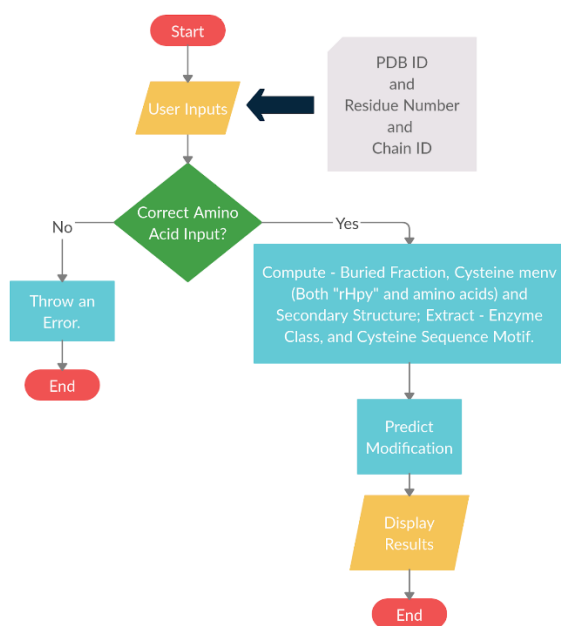 Start
User Inputs
PDB ID
and
Residue Number
and
Chain ID
Correct Amino
Acid Input?
No
Yes
Throw an
Error.
End
Compute - Buried Fraction, Cysteine menv
(Both "rHpy" and amino acids) and
Secondary Structure; Extract - Enzyme
Class, and Cysteine Sequence Motif.
Predict
Modification
Display
Results
End